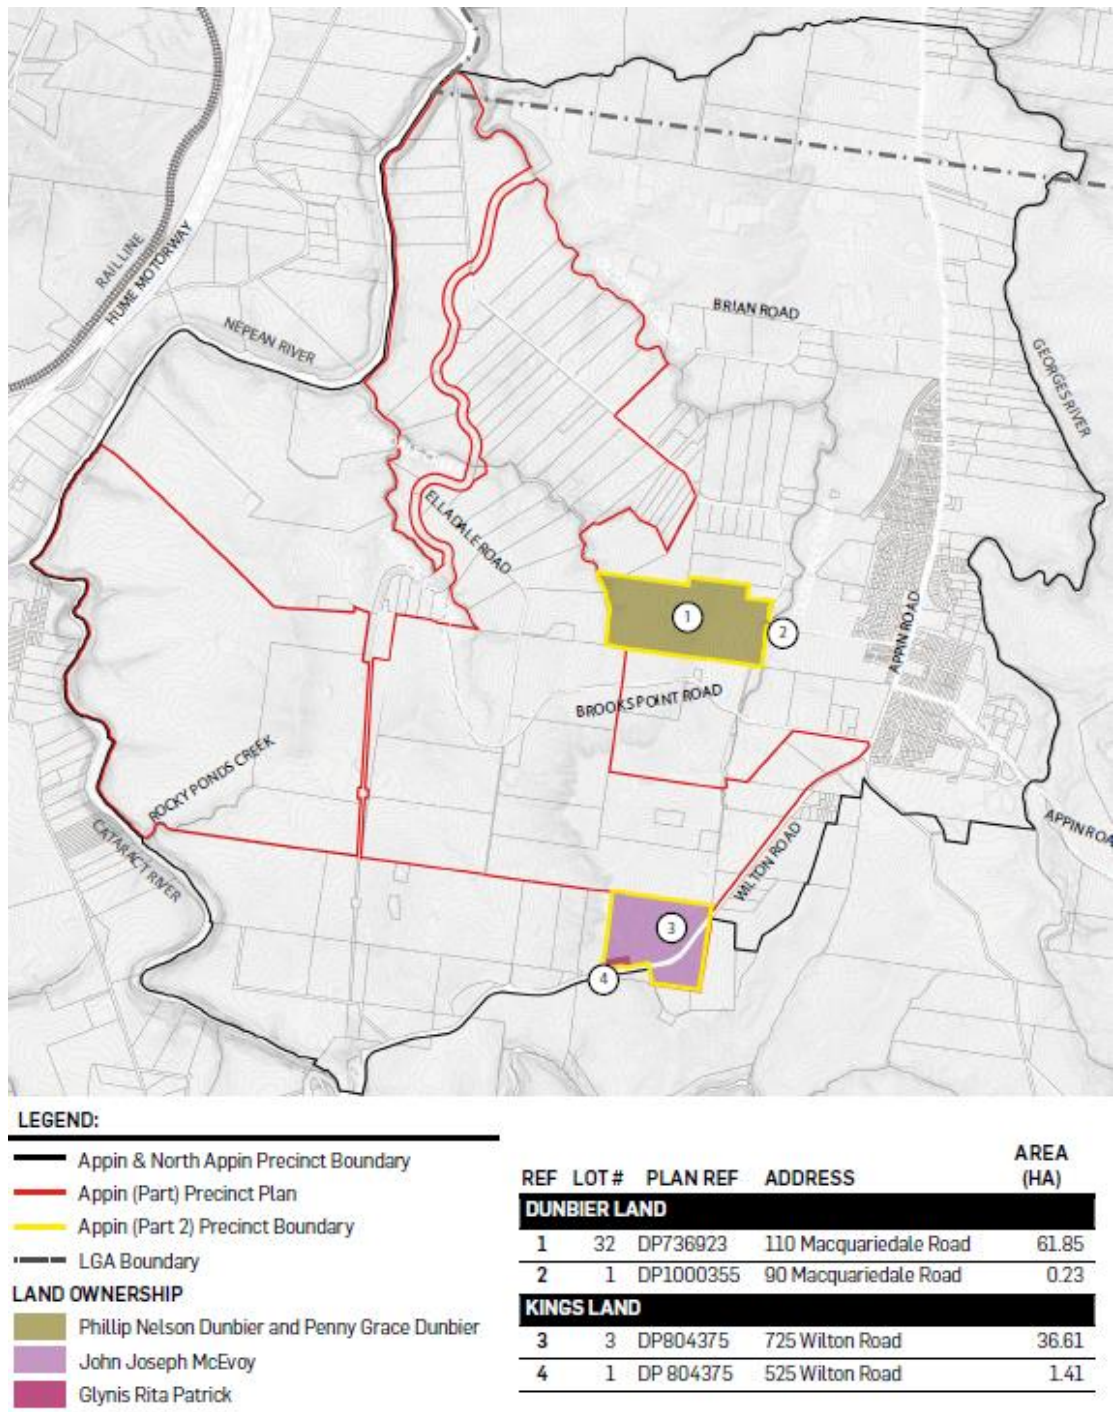 RAIL LINE
HUME MOTORWAY
NEPEAN RIVER
BRIAN ROAD
GEORGES RIVER
ELLADALE ROAD
1
2
APPIN ROAD
BROOKS POINT ROAD
ROCKY PONDS CREEK
CATARACT RIVER
WILTON ROAD
APPIN ROA
3
4
LEGEND:
Appin & North Appin Precinct Boundary
Appin (Part) Precinct Plan
Appin (Part 2) Precinct Boundary
LGA Boundary
LAND OWNERSHIP
Phillip Nelson Dunbier and Penny Grace Dunbier
John Joseph McEvoy
Glynis Rita Patrick
REF LOT # PLAN REF ADDRESS AREA (HA)
DUNBIER LAND
1 32 DP736923 110 Macquariedale Road 61.85
2 1 DP1000355 90 Macquariedale Road 0.23
KINGS LAND
3 3 DP804375 725 Wilton Road 36.61
4 1 DP 804375 525 Wilton Road 1.41